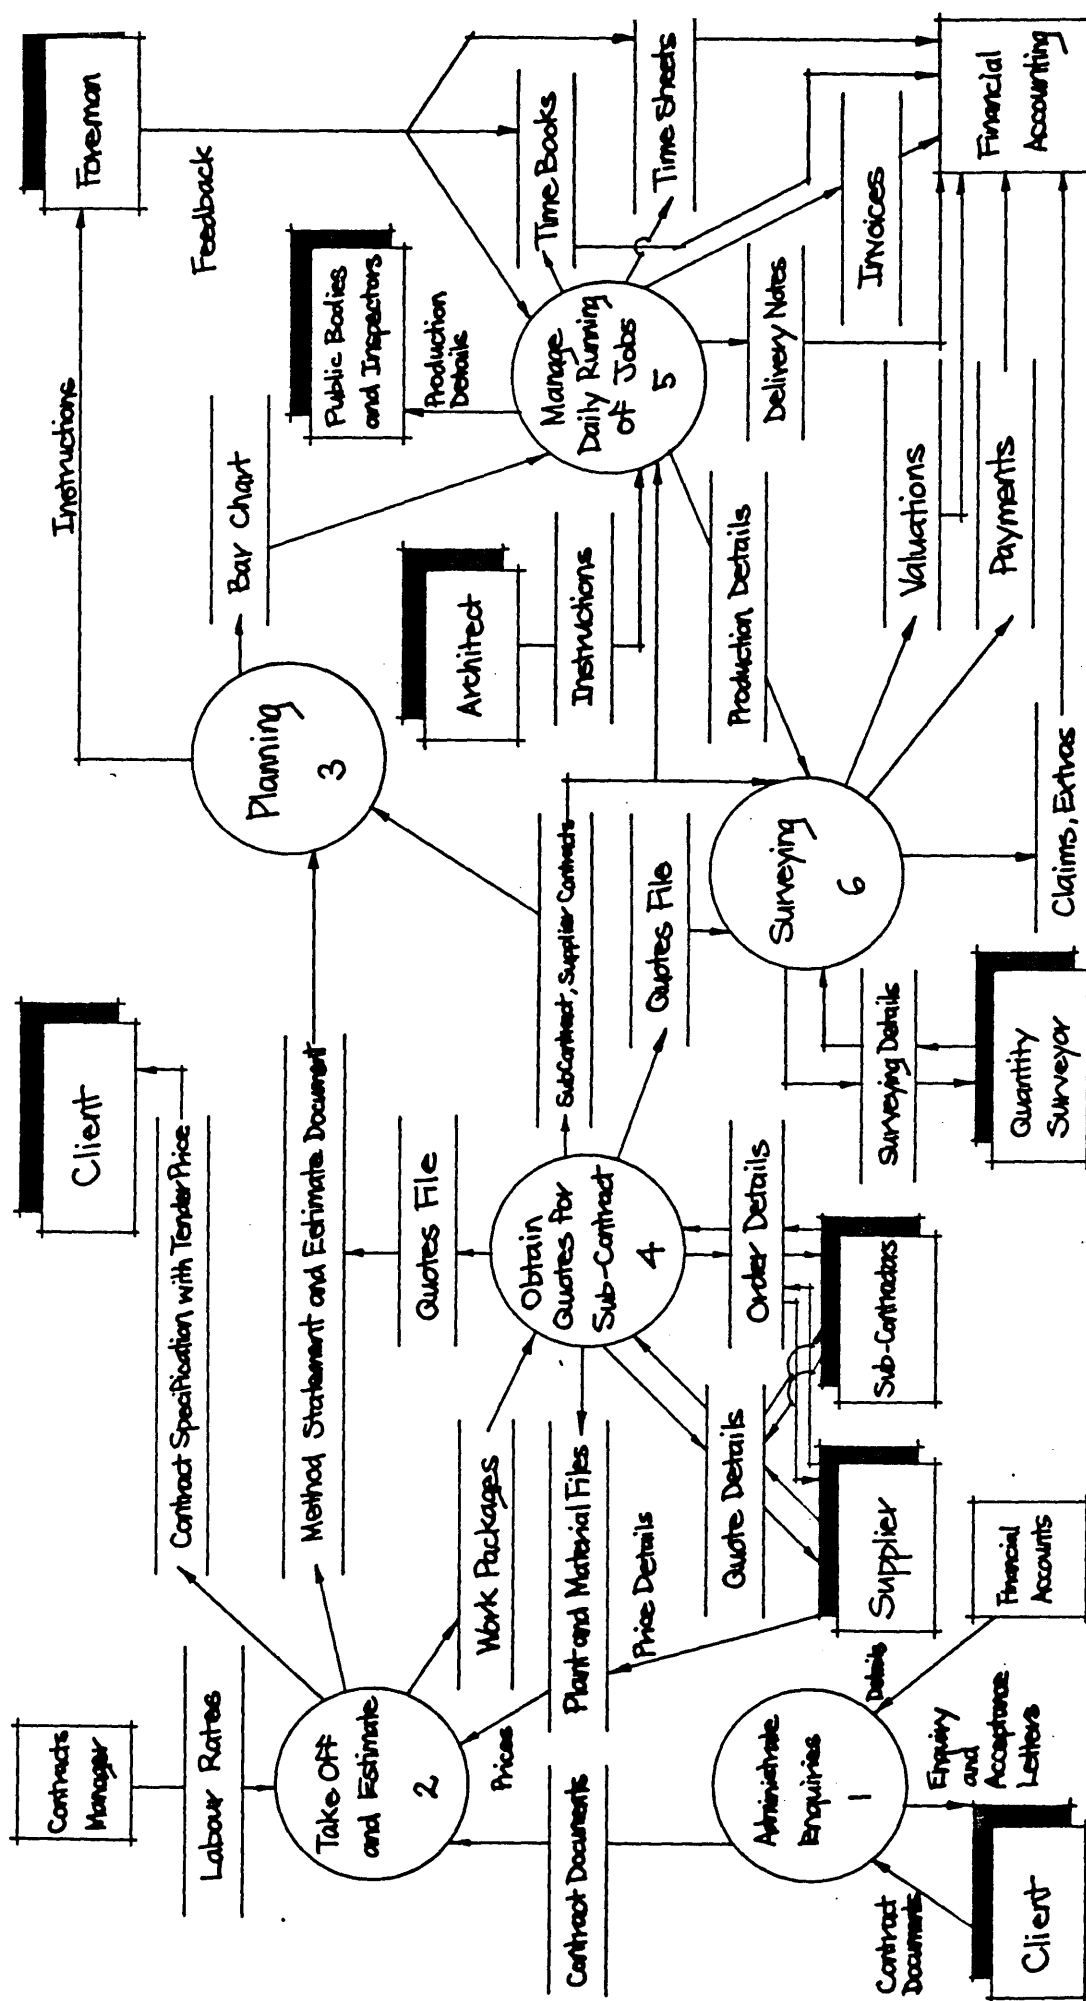 Contracts
Manager
Labour Rates
Take Off
and Estimate
2
Contract Specification with Tender Price
Client
Method Statement and Estimate Document
Work Packages
Prices
Plant and Material Files
Price Details
Contract Documents
Administrate
Enquiries
1
Contract
Documents
Client
Enquiry
and
Acceptance
Letters
Details
Financial
Accounts
Supplier
Sub-Contractors
Quote Details
Order Details
Obtain
Quotes For
Sub-Contract
4
Quotes File
SubContract, Supplier Contracts
Quotes File
Planning
3
Instructions
Bar Chart
Foreman
Feedback
Public Bodies
and Inspectors
Production
Details
Architect
Instructions
Manage
Daily Running
of Jobs
5
Time Books
Time Sheets
Delivery Notes
Invoices
Production Details
Surveying
6
Surveying Details
Quantity
Surveyor
Valuations
Payments
Claims, Extras
Financial
Accounting